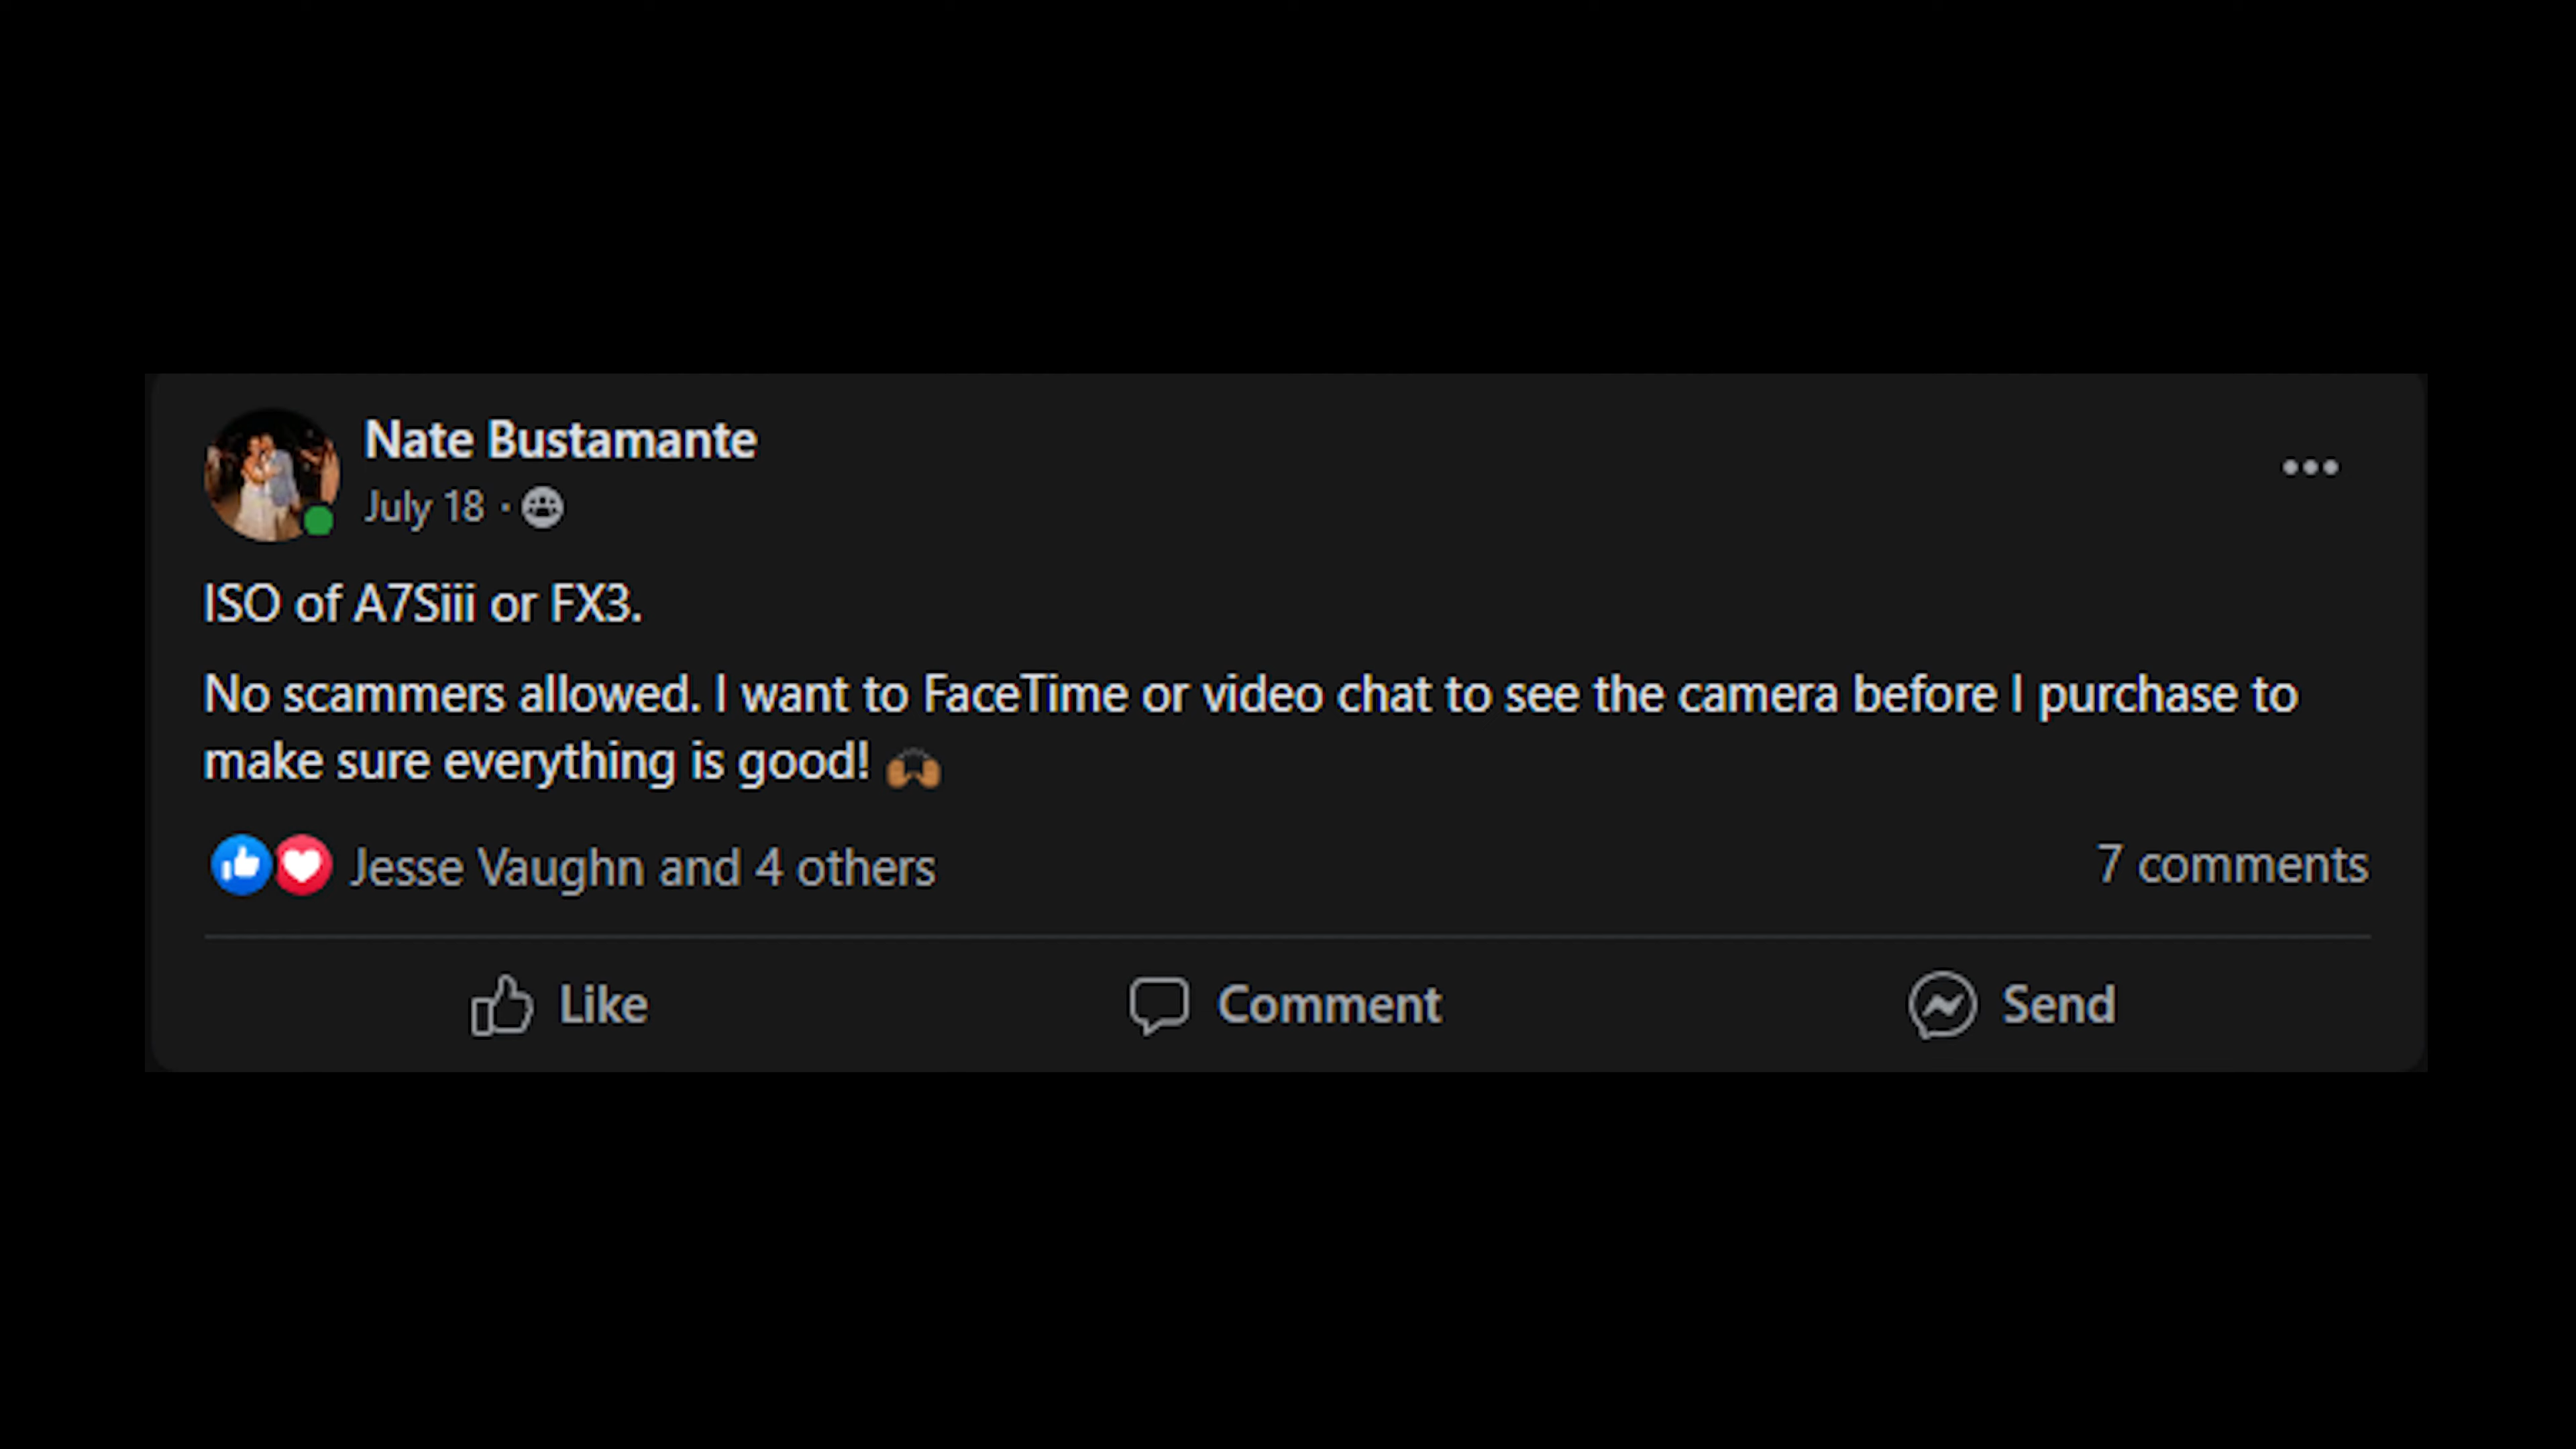 Nate Bustamante
July 18 ·
ISO of A7Siii or FX3.
No scammers allowed. I want to FaceTime or video chat to see the camera before I purchase to
make sure everything is good! 🙌🏾
Jesse Vaughn and 4 others
7 comments
Like
Comment
Send